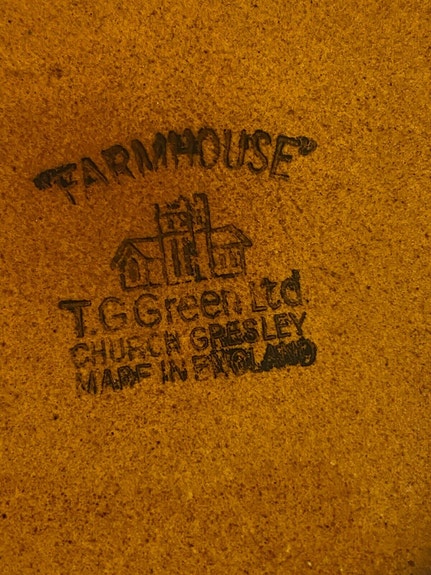 "FARMHOUSE"
T.G Green Ltd.
CHURCH GRESLEY
MADE IN ENGLAND